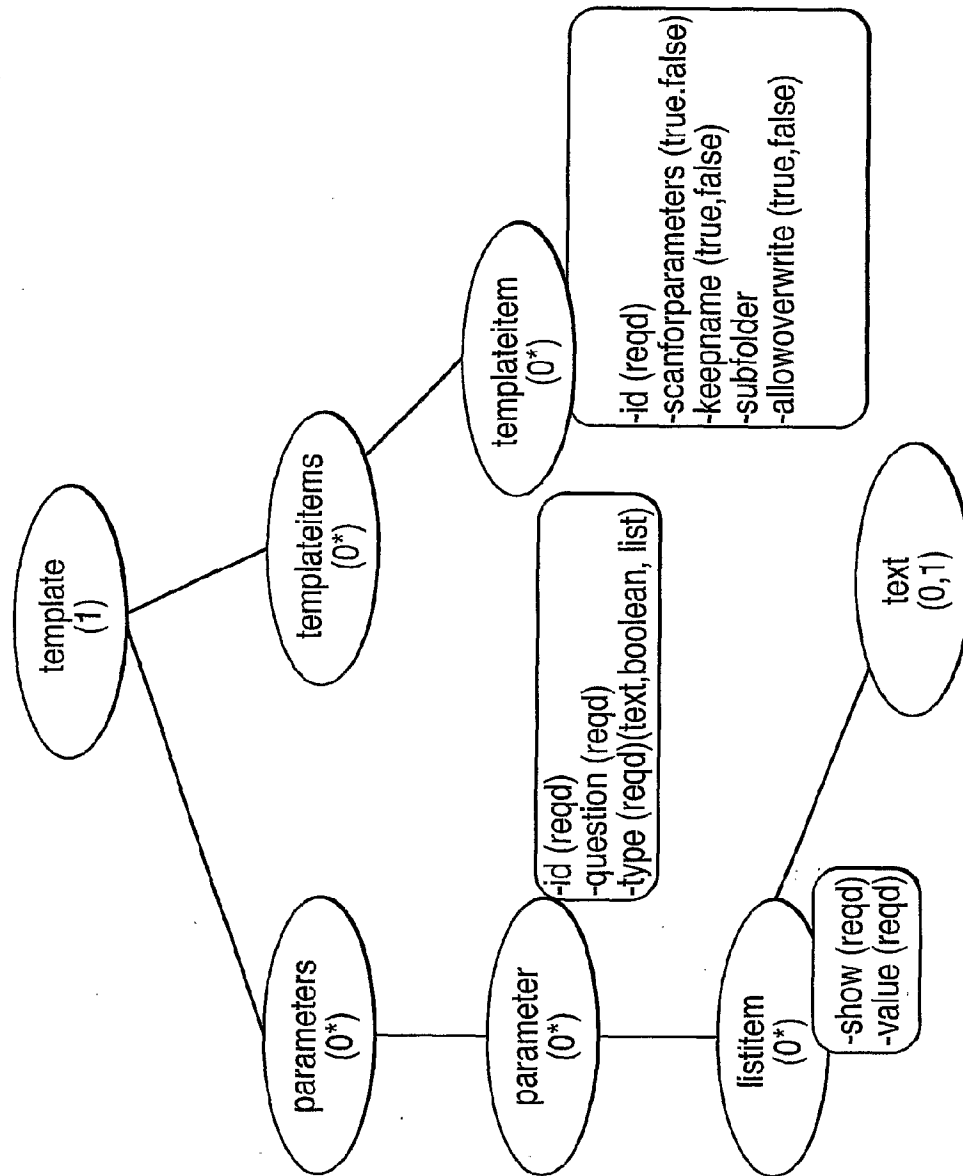 template
(1)
parameters
(0*)
templateitems
(0*)
parameter
(0*)
-id (reqd)
-question (reqd)
-type (reqd)(text,boolean, list)
templateitem
(0*)
-id (reqd)
-scanforparameters (true.false)
-keepname (true,false)
-subfolder
-allowoverwrite (true,false)
listitem
(0*)
-show (reqd)
-value (reqd)
text
(0,1)